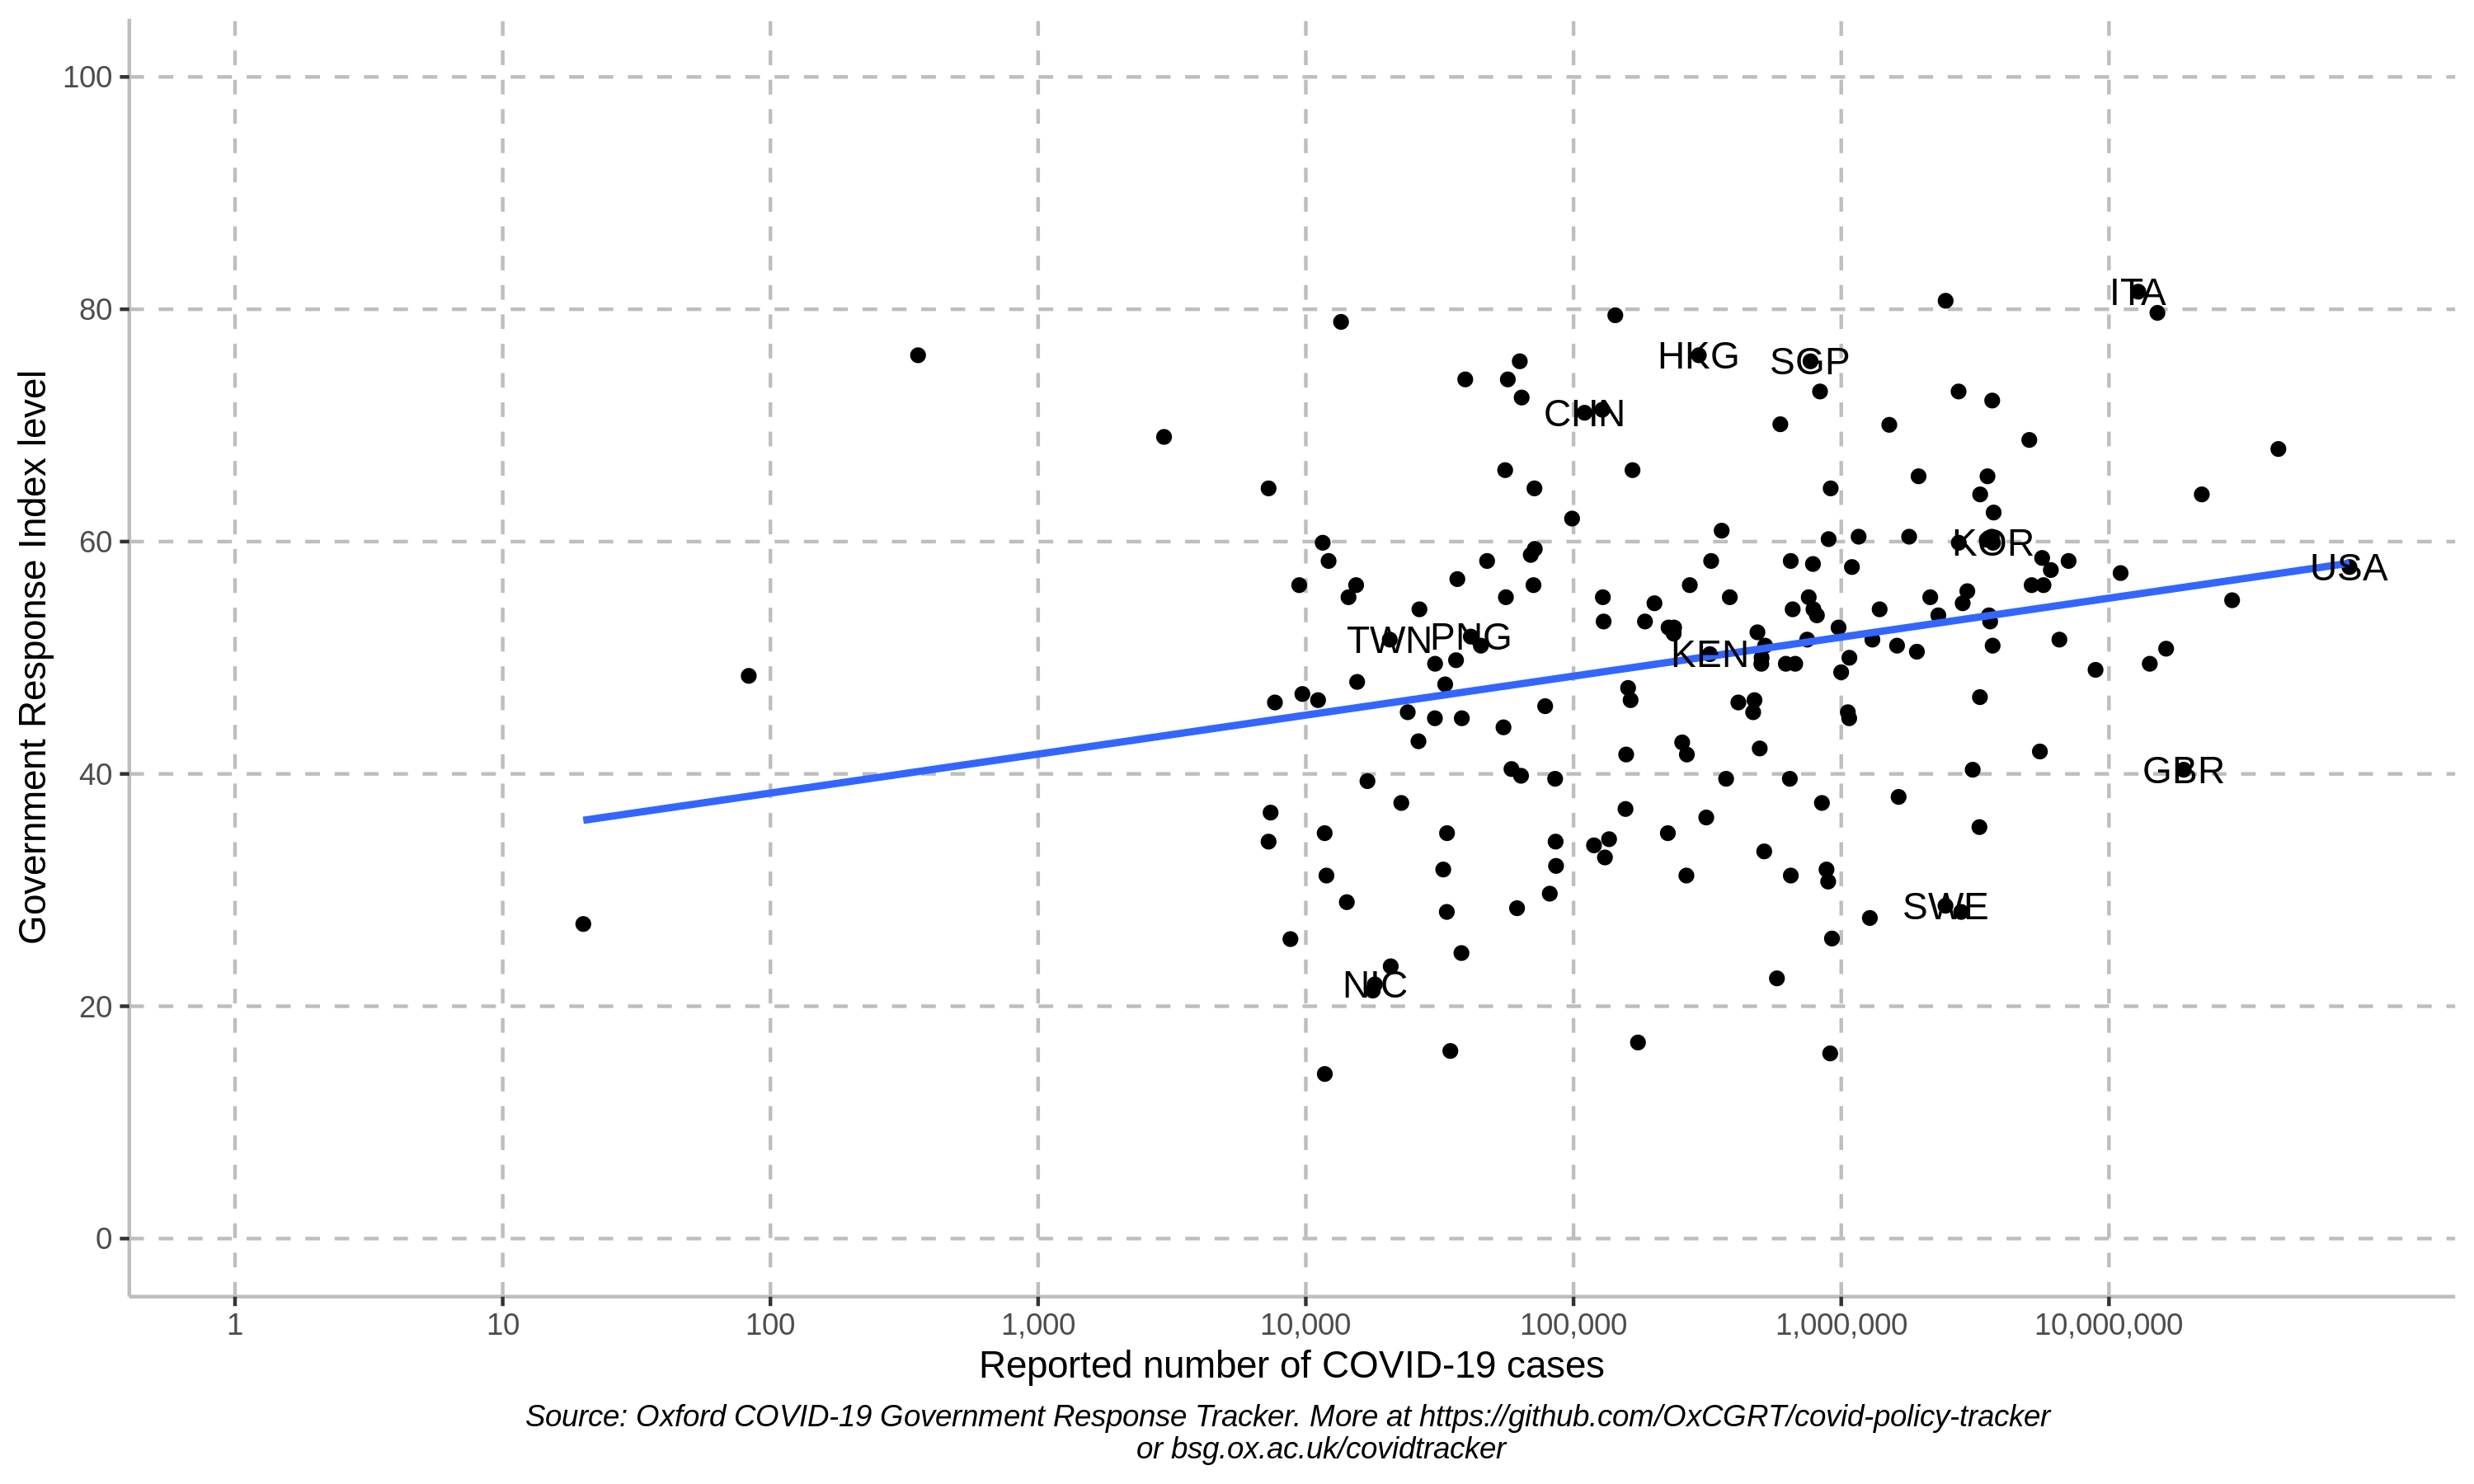 Government Response Index level
100
80
60
40
20
0
ITA
HKG
SGP
CHN
KOR
USA
TWN
PNG
KEN
GBR
SWE
NIC
1
10
100
1,000
10,000
100,000
1,000,000
10,000,000
Reported number of COVID-19 cases
Source: Oxford COVID-19 Government Response Tracker. More at https://github.com/OxCGRT/covid-policy-tracker
or bsg.ox.ac.uk/covidtracker